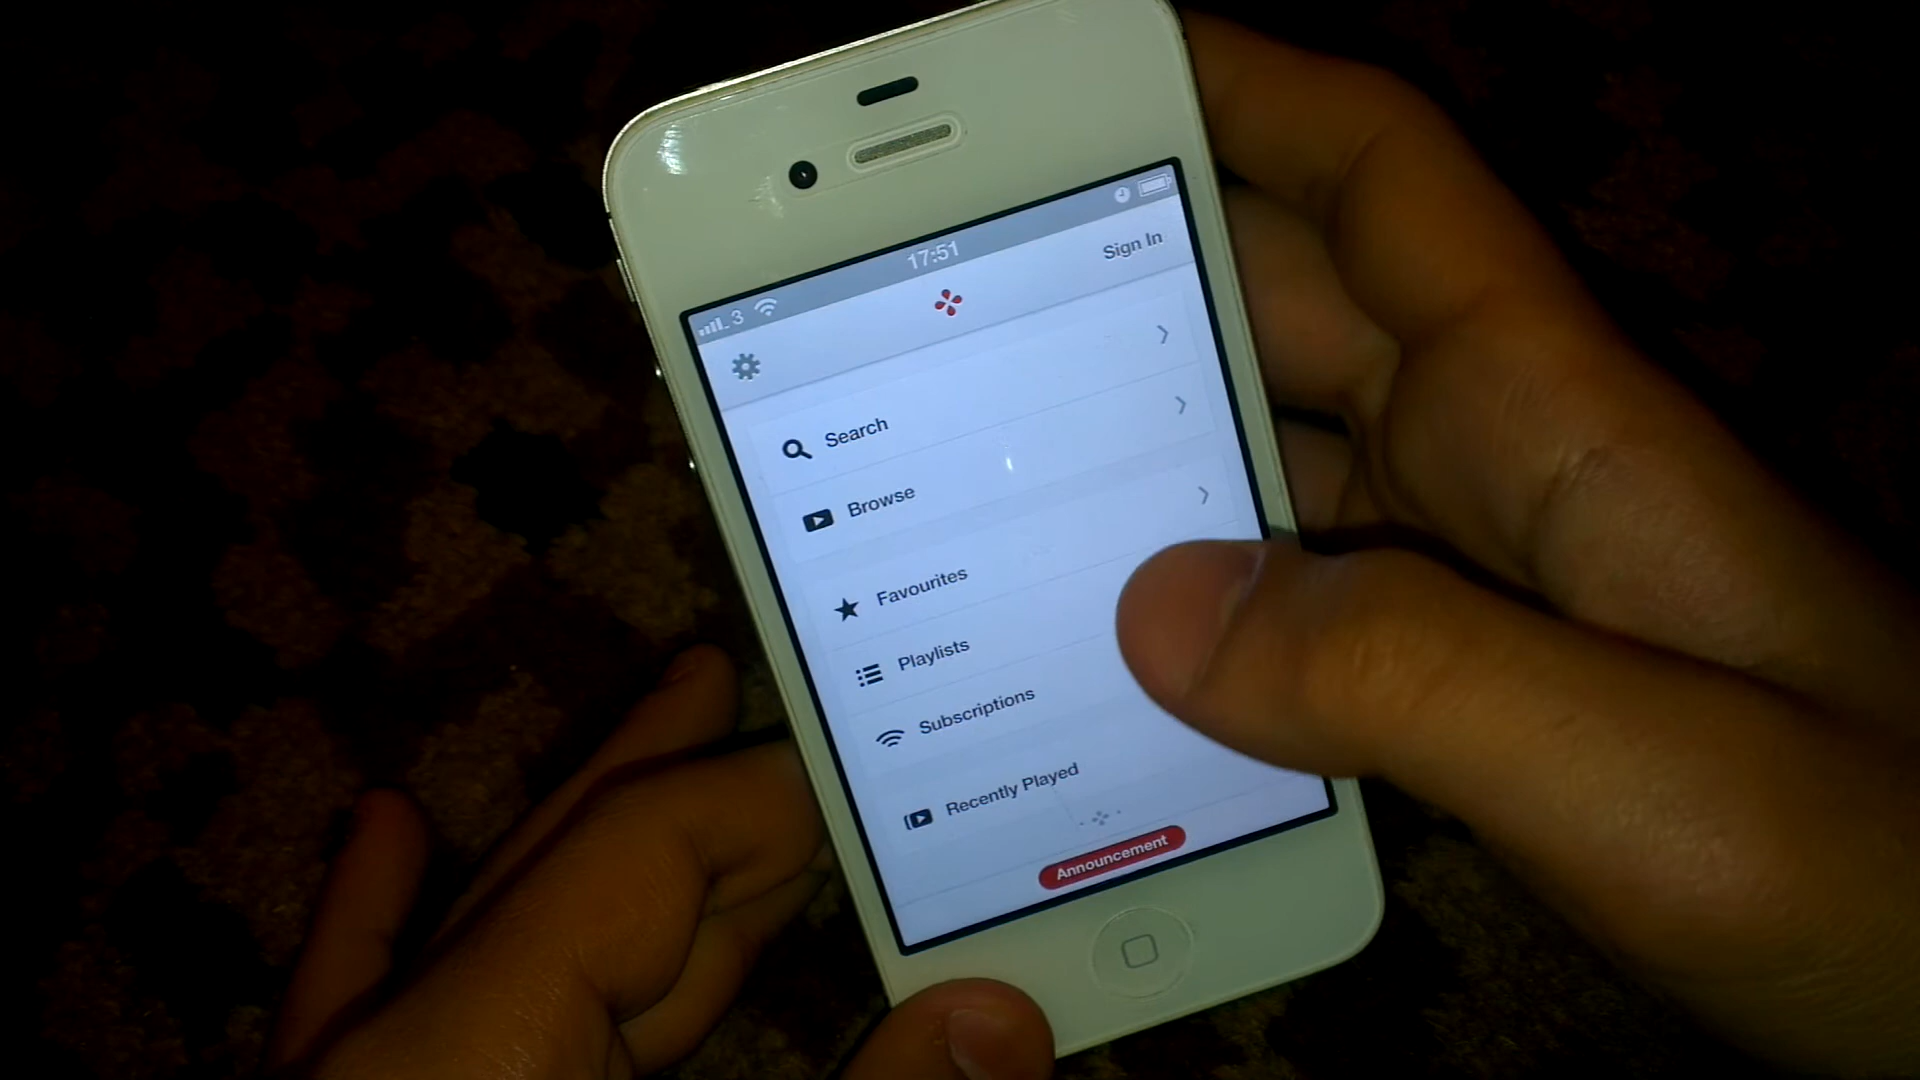 3
17:51
Sign In
Search
Browse
Favourites
Playlists
Subscriptions
Recently Played
Announcement